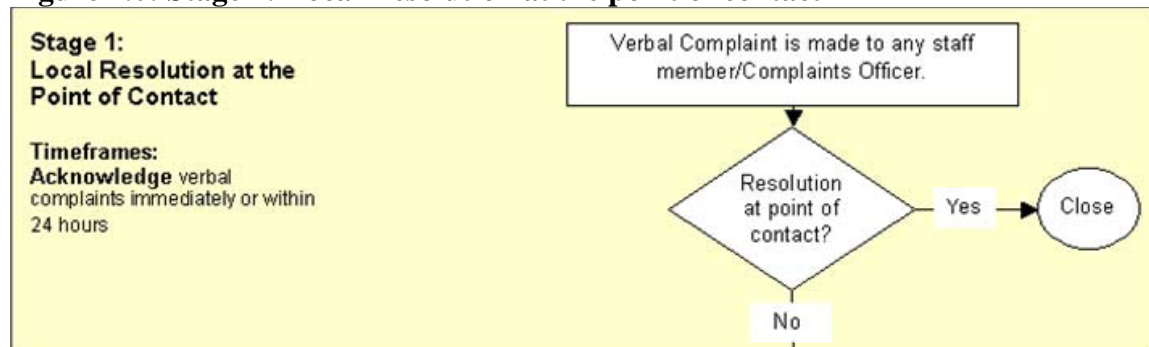 Stage 1:
Local Resolution at the
Point of Contact
Timeframes:
Acknowledge verbal
complaints immediately or within
24 hours
Verbal Complaint is made to any staff
member/Complaints Officer.
Resolution
at point of
contact?
Yes
Close
No